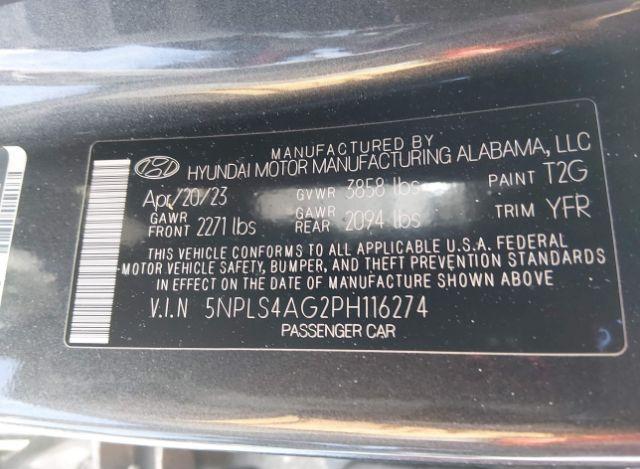 MANUFACTURED BY
HYUNDAI MOTOR MANUFACTURING ALABAMA, LLC
Apr/20/23 GVWR 3858 lbs PAINT T2G
GAWR FRONT 2271 lbs GAWR REAR 2094 lbs TRIM YFR
THIS VEHICLE CONFORMS TO ALL APPLICABLE U.S.A. FEDERAL
MOTOR VEHICLE SAFETY, BUMPER, AND THEFT PREVENTION STANDARDS
IN EFFECT ON THE DATE OF MANUFACTURE SHOWN ABOVE.
V.I.N 5NPLS4AG2PH116274
PASSENGER CAR